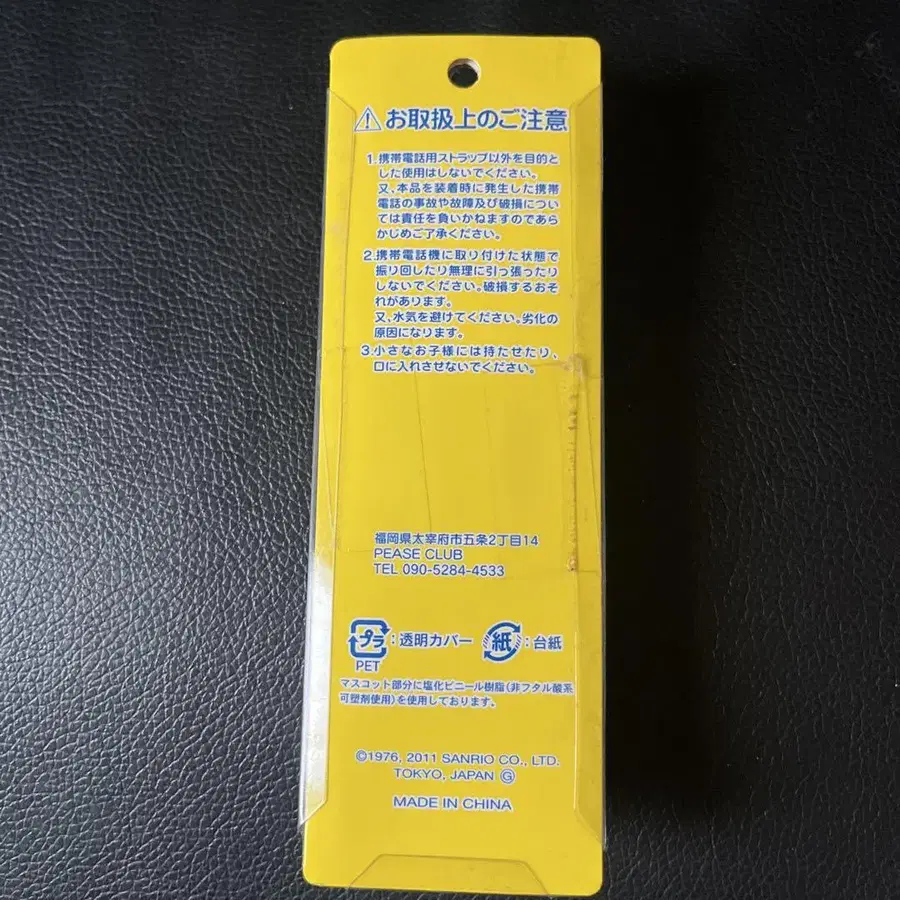 お取扱上のご注意
1.携帯電話用ストラップ以外を目的と
した使用はしないでください。
又、本品を装着時に発生した携帯
電話の事故や故障及び破損につい
ては責任を負いかねますのであら
かじめご了承ください。
2.携帯電話機に取り付けた状態で
振り回したり無理に引っ張ったり
しないでください。破損するおそ
れがあります。
又、水気を避けてください。劣化の
原因になります。
3.小さなお子様には持たせたり、
口に入れさせないでください。
福岡県太宰府市五条2丁目14
PEASE CLUB
TEL 090-5284-4533
プラ:透明カバー 紙:台紙
PET
マスコット部分に塩化ビニール樹脂(非フタル酸系
可塑剤使用)を使用しております。
©1976, 2011 SANRIO CO., LTD.
TOKYO, JAPAN Ⓖ
MADE IN CHINA